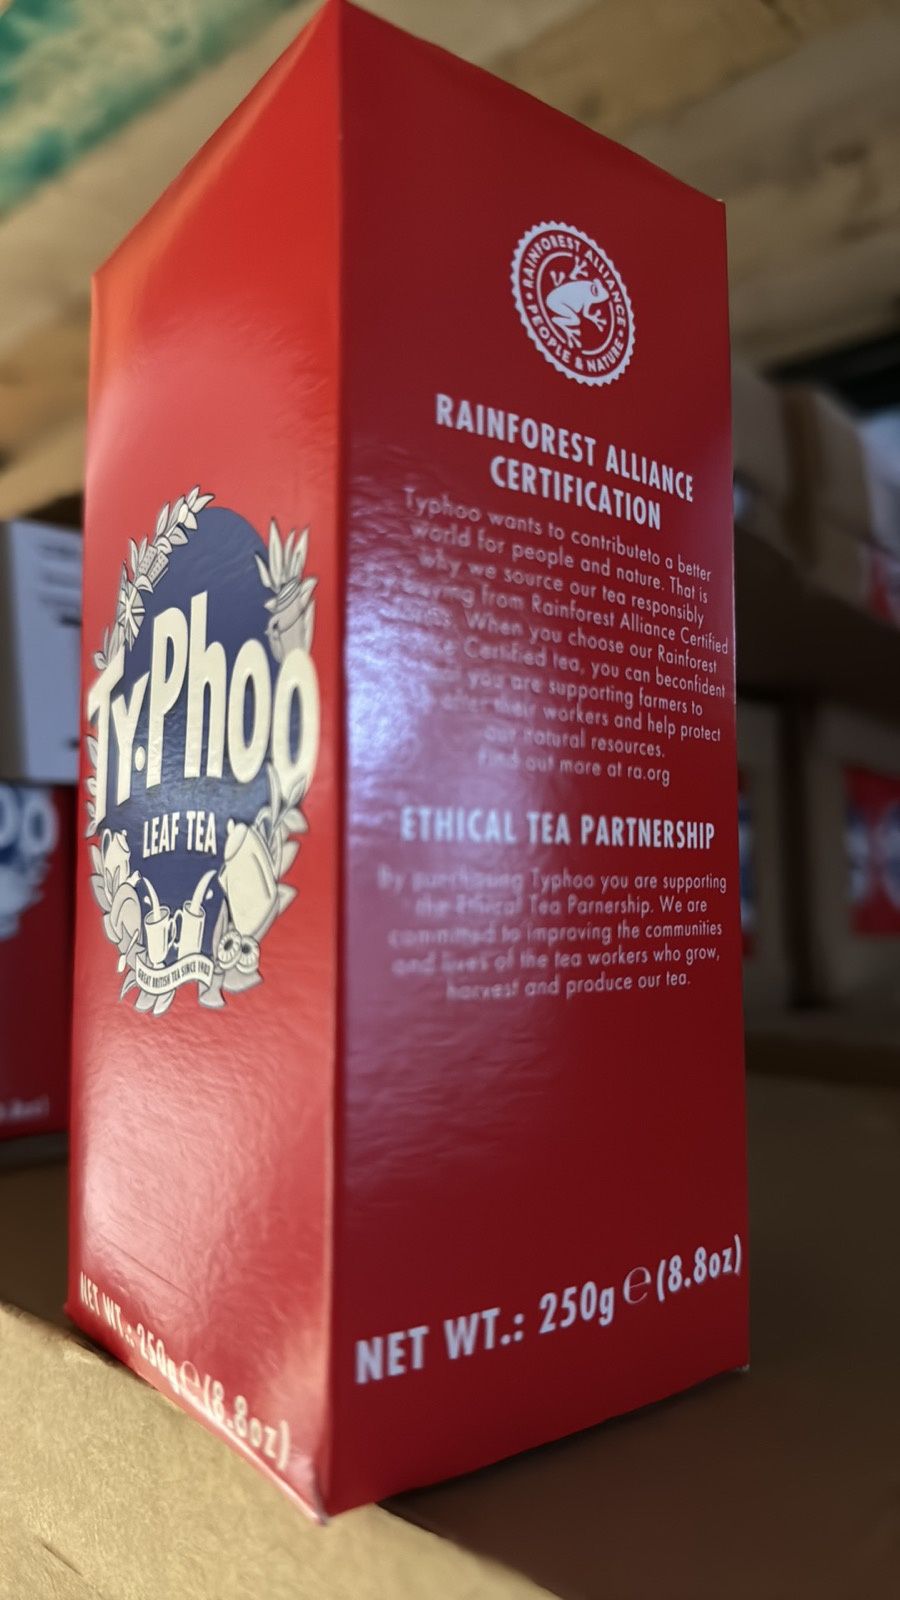 Ty·Phoo
LEAF TEA
GREAT BRITISH TEA SINCE 1903
NET WT.: 250g ℮ (8.8oz)
RAINFOREST ALLIANCE
PEOPLE & NATURE
RAINFOREST ALLIANCE
CERTIFICATION
Typhoo wants to contributeto a better
world for people and nature. That is
why we source our tea responsibly
from Rainforest Alliance Certified
When you choose our Rainforest
Certified tea, you can beconfident
you are supporting farmers to
their workers and help protect
our natural resources.
Find out more at ra.org
ETHICAL TEA PARTNERSHIP
By purchasing Typhoo you are supporting
the Ethical Tea Parnership. We are
committed to improving the communities
and lives of the tea workers who grow,
harvest and produce our tea.
NET WT.: 250g ℮ (8.8oz)